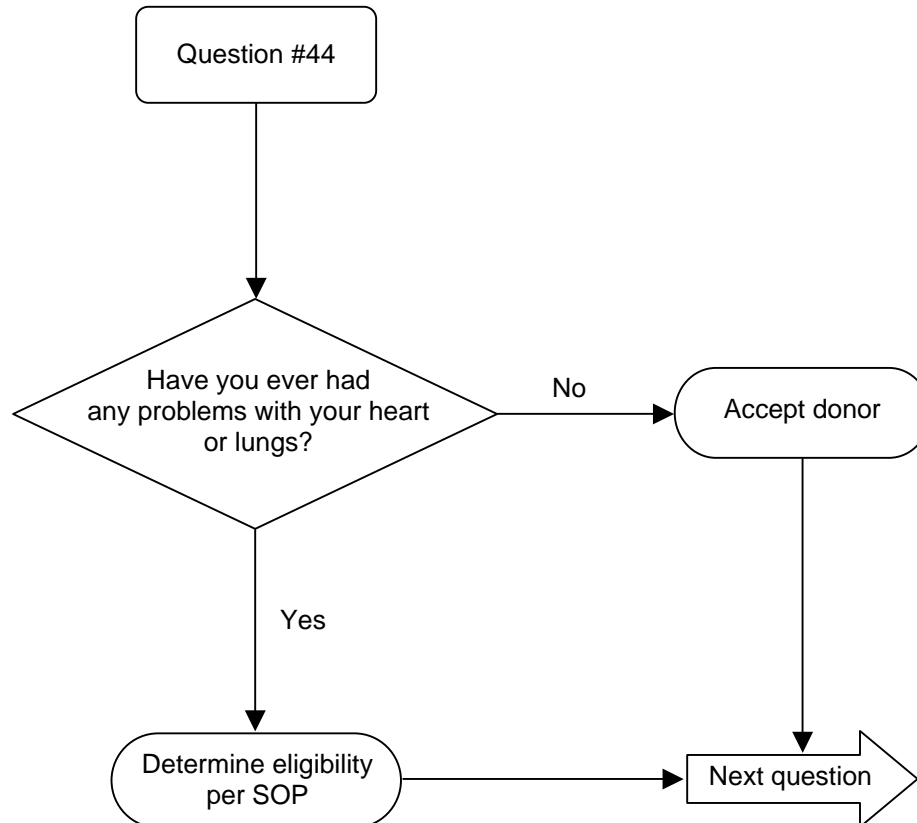 Question #44
Have you ever had
any problems with your heart
or lungs?
No
Accept donor
Yes
Determine eligibility
per SOP
Next question